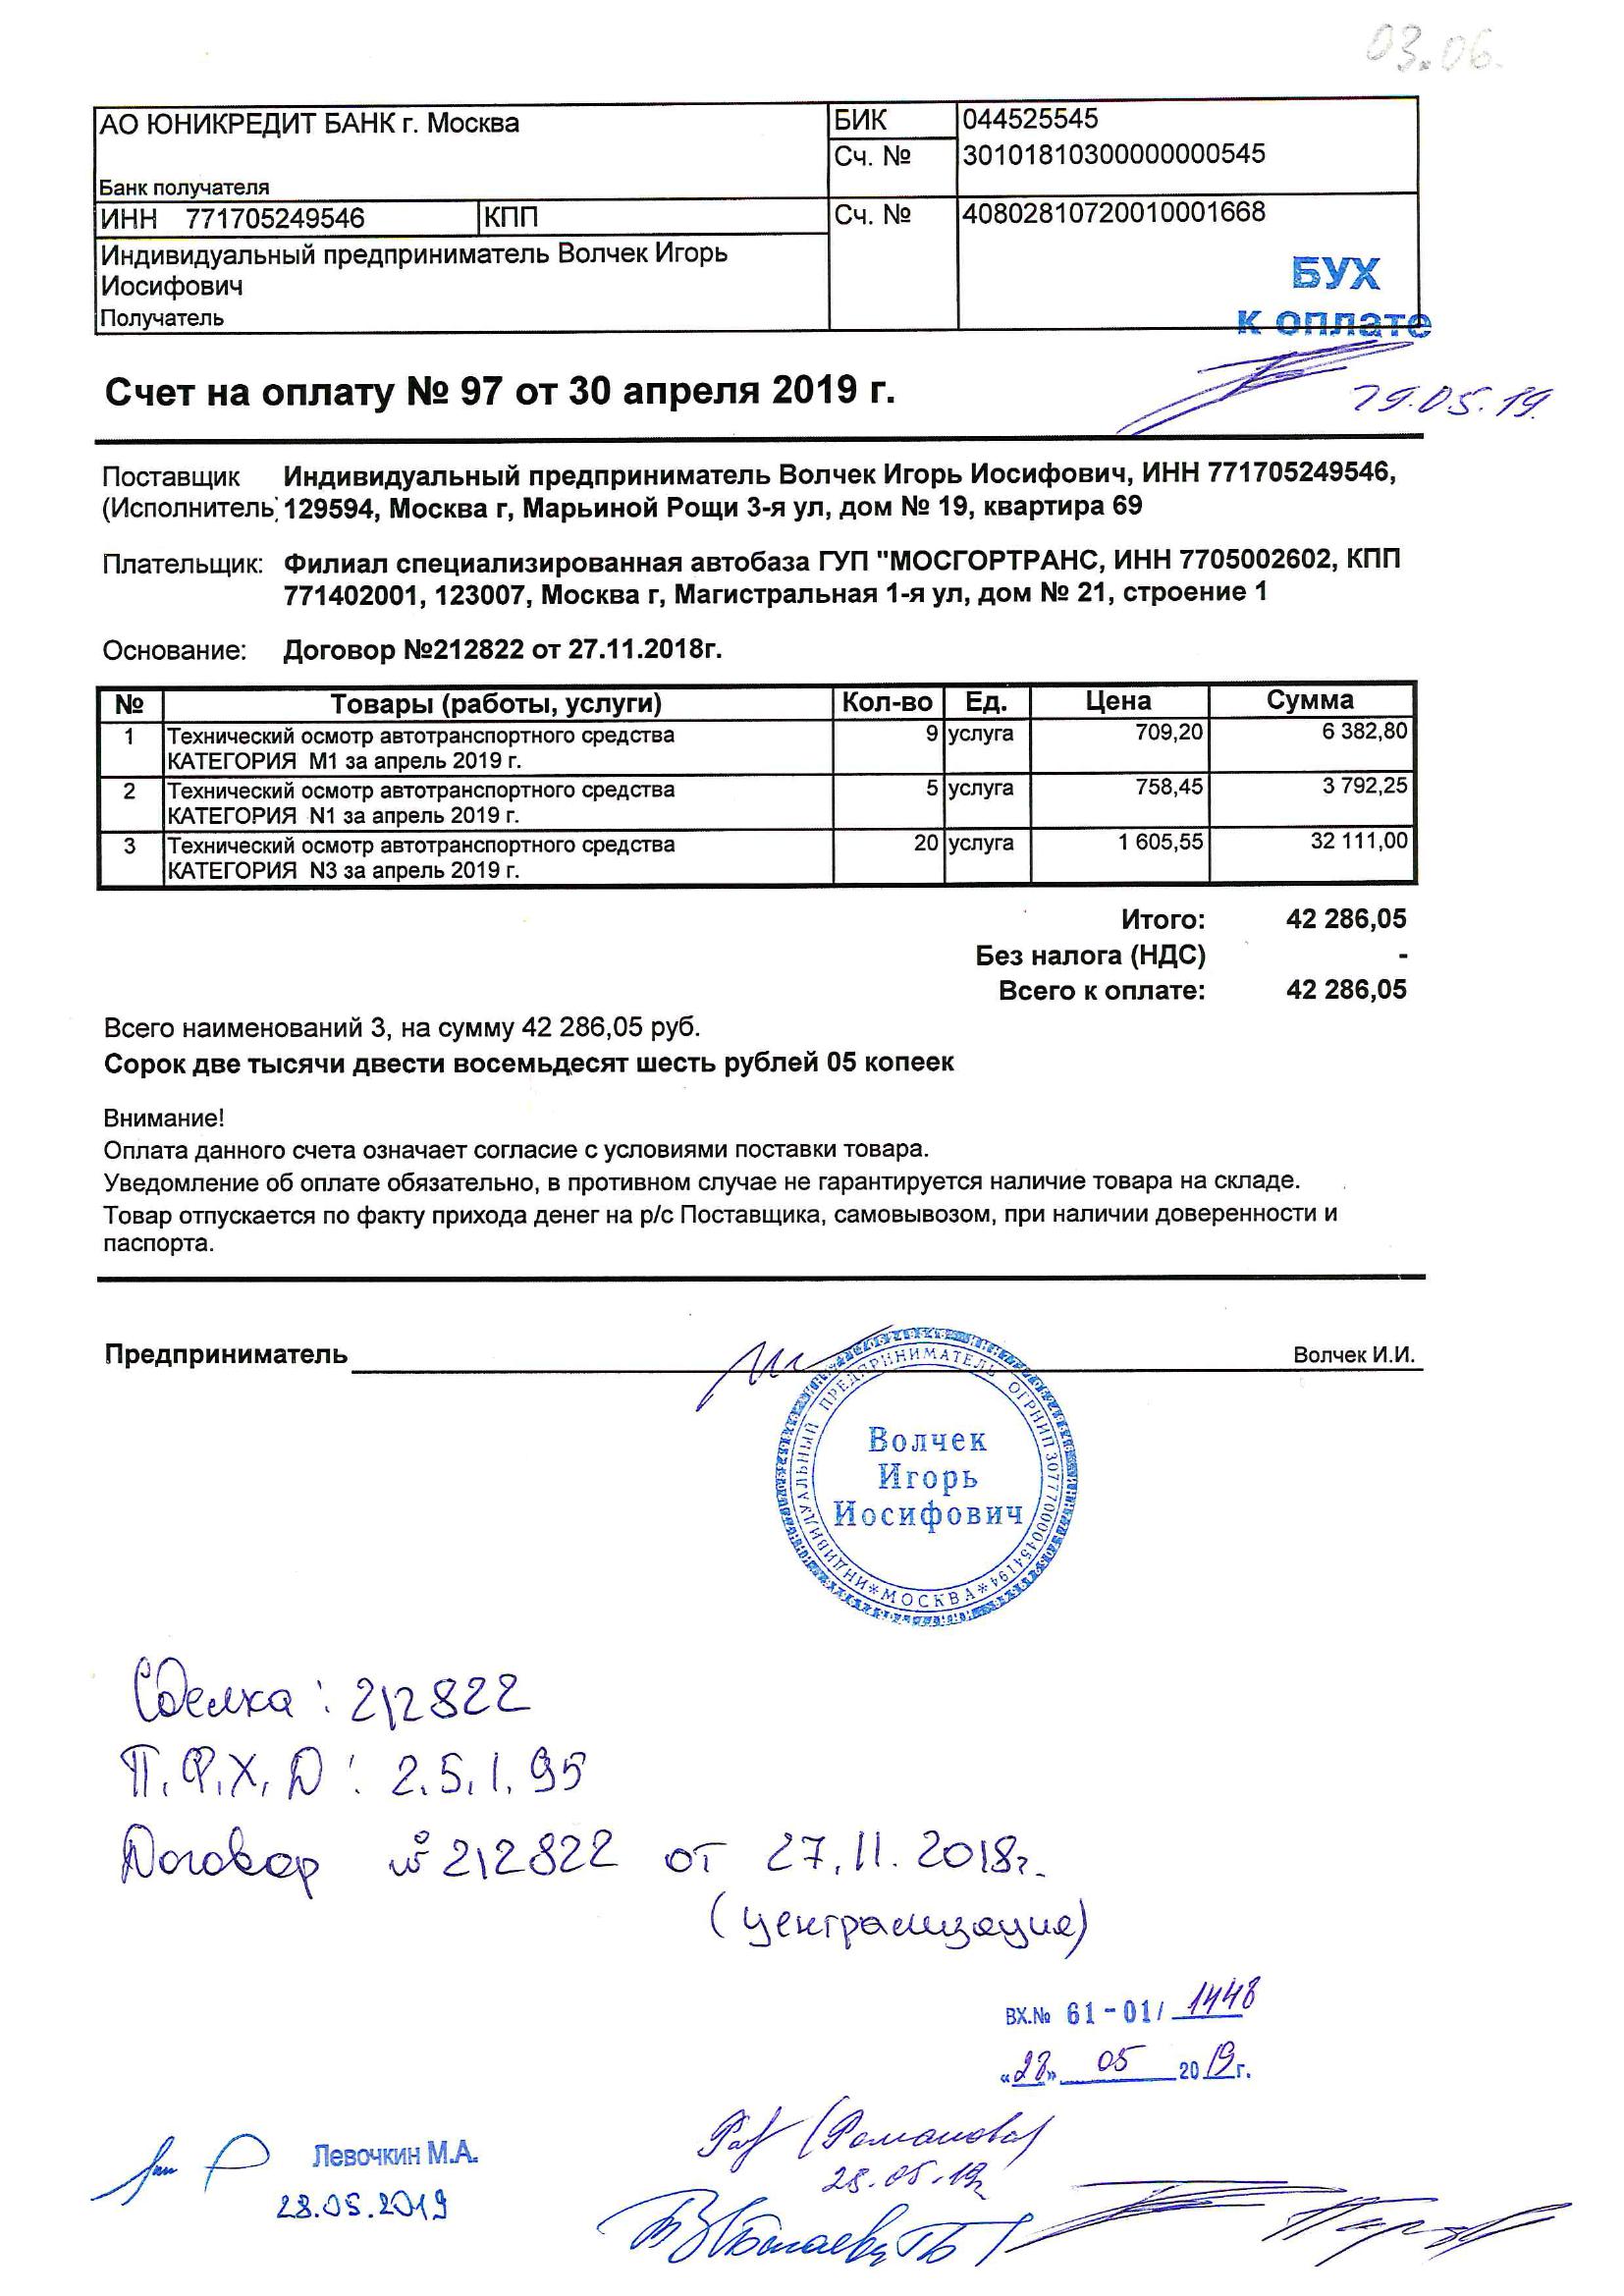 03.06.
АО ЮНИКРЕДИТ БАНК г. Москва
БИК 044525545
Сч. № 30101810300000000545
Банк получателя
ИНН 771705249546 КПП Сч. № 40802810720010001668
Индивидуальный предприниматель Волчек Игорь
Иосифович
Получатель
БУХ
к оплате
Счет на оплату № 97 от 30 апреля 2019 г.
29.05.19.
Поставщик Индивидуальный предприниматель Волчек Игорь Иосифович, ИНН 771705249546,
(Исполнитель) 129594, Москва г, Марьиной Рощи 3-я ул, дом № 19, квартира 69
Плательщик: Филиал специализированная автобаза ГУП "МОСГОРТРАНС, ИНН 7705002602, КПП
771402001, 123007, Москва г, Магистральная 1-я ул, дом № 21, строение 1
Основание: Договор №212822 от 27.11.2018г.
№ Товары (работы, услуги) Кол-во Ед. Цена Сумма
1 Технический осмотр автотранспортного средства 9 услуга 709,20 6 382,80
КАТЕГОРИЯ М1 за апрель 2019 г.
2 Технический осмотр автотранспортного средства 5 услуга 758,45 3 792,25
КАТЕГОРИЯ N1 за апрель 2019 г.
3 Технический осмотр автотранспортного средства 20 услуга 1 605,55 32 111,00
КАТЕГОРИЯ N3 за апрель 2019 г.
Итого: 42 286,05
Без налога (НДС) -
Всего к оплате: 42 286,05
Всего наименований 3, на сумму 42 286,05 руб.
Сорок две тысячи двести восемьдесят шесть рублей 05 копеек
Внимание!
Оплата данного счета означает согласие с условиями поставки товара.
Уведомление об оплате обязательно, в противном случае не гарантируется наличие товара на складе.
Товар отпускается по факту прихода денег на р/с Поставщика, самовывозом, при наличии доверенности и
паспорта.
Предприниматель Волчек И.И.
ИНДИВИДУАЛЬНЫЙ ПРЕДПРИНИМАТЕЛЬ ОГРНИП 307770000454194
*МОСКВА*
Волчек
Игорь
Иосифович
Сделка: 212822
П.Ф.Х.Д: 2.5.1.95
Договор № 212822 от 27.11.2018г.
(централизация)
ВХ.№ 61-01/ 1448
«28» 05 2019г.
(Романова)
28.05.19г
Левочкин М.А.
28.05.2019